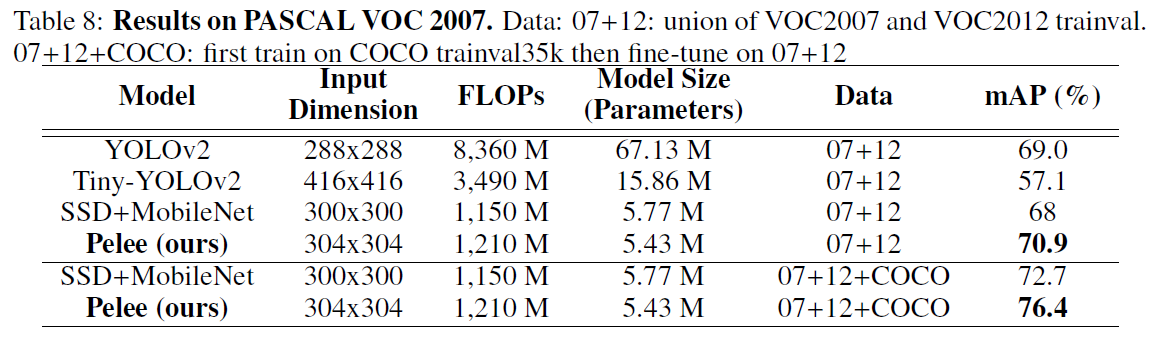 Table 8: Results on PASCAL VOC 2007. Data: 07+12: union of VOC2007 and VOC2012 trainval.
07+12+COCO: first train on COCO trainval35k then fine-tune on 07+12
Model Input Dimension FLOPs Model Size (Parameters) Data mAP (%)
YOLOv2 288x288 8,360 M 67.13 M 07+12 69.0
Tiny-YOLOv2 416x416 3,490 M 15.86 M 07+12 57.1
SSD+MobileNet 300x300 1,150 M 5.77 M 07+12 68
Pelee (ours) 304x304 1,210 M 5.43 M 07+12 70.9
SSD+MobileNet 300x300 1,150 M 5.77 M 07+12+COCO 72.7
Pelee (ours) 304x304 1,210 M 5.43 M 07+12+COCO 76.4